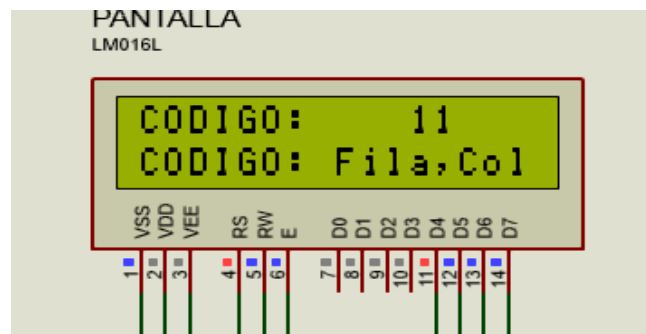 PANTALLA
LM016L
CODIGO: 11
CODIGO: Fila,Col
VSS
VDD
VEE
RS
RW
E
D0
D1
D2
D3
D4
D5
D6
D7
1
2
3
4
5
6
7
8
9
10
11
12
13
14